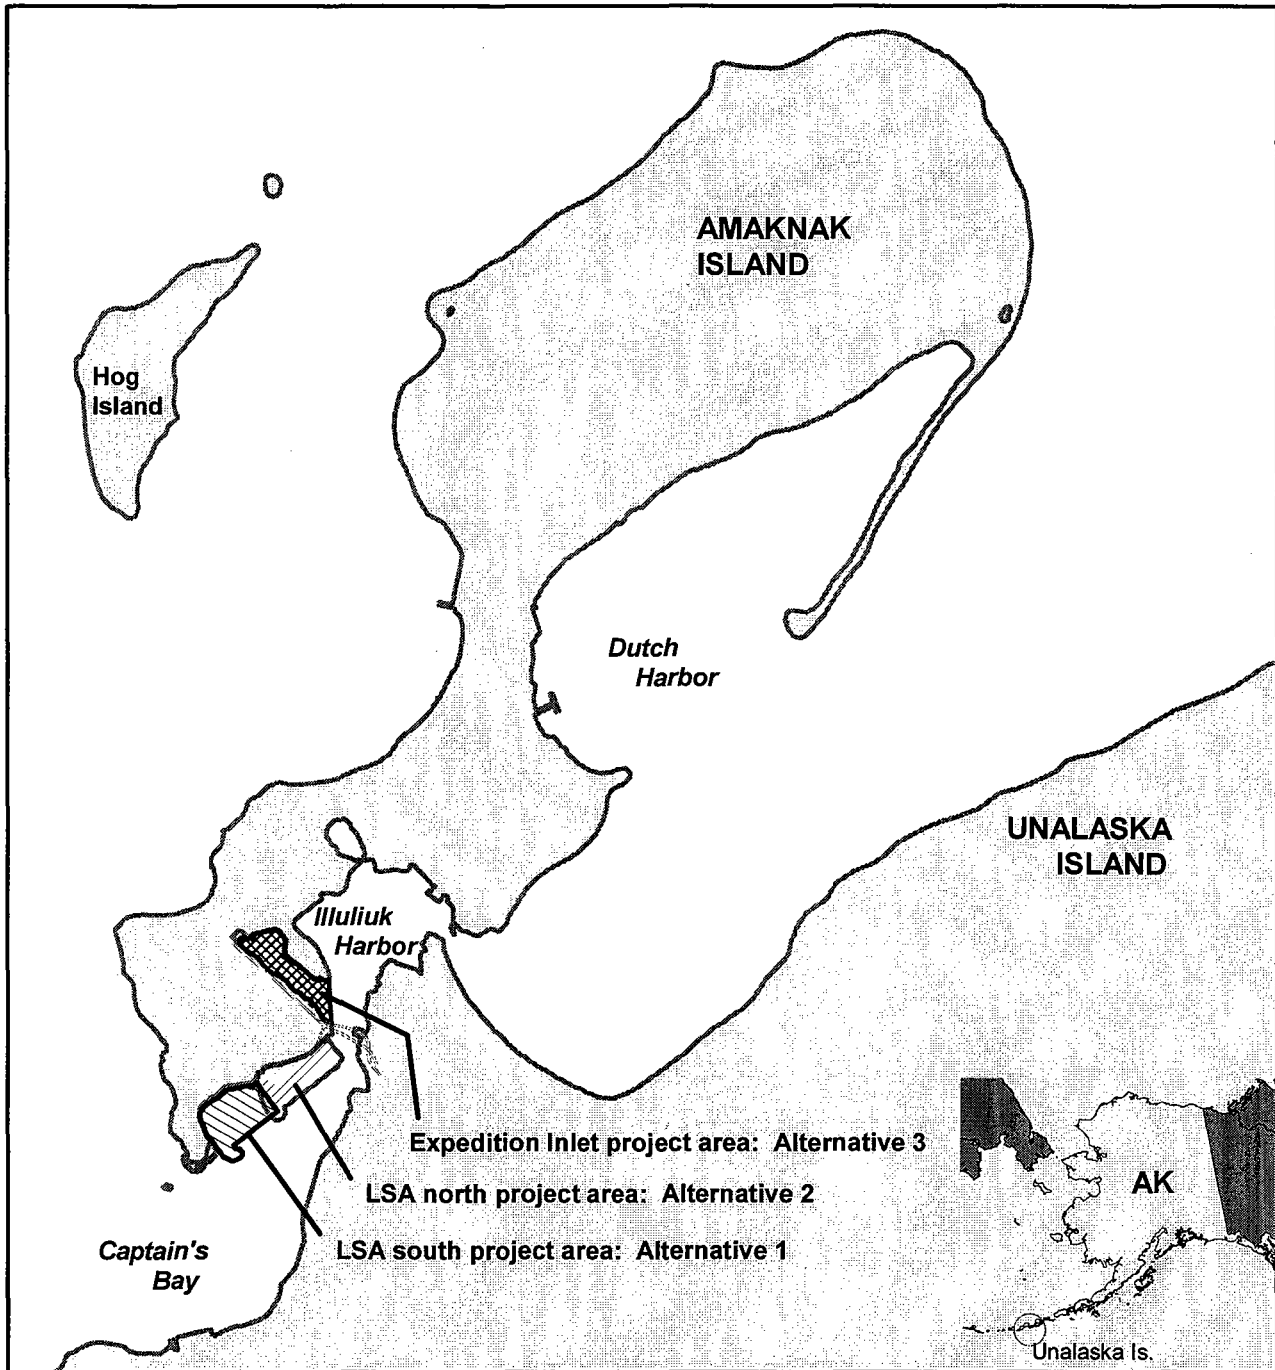 AMAKNAK
ISLAND
Hog
Island
Dutch
Harbor
UNALASKA
ISLAND
Illuliuk
Harbor
Expedition Inlet project area: Alternative 3
LSA north project area: Alternative 2
LSA south project area: Alternative 1
Captain's
Bay
AK
Unalaska Is.